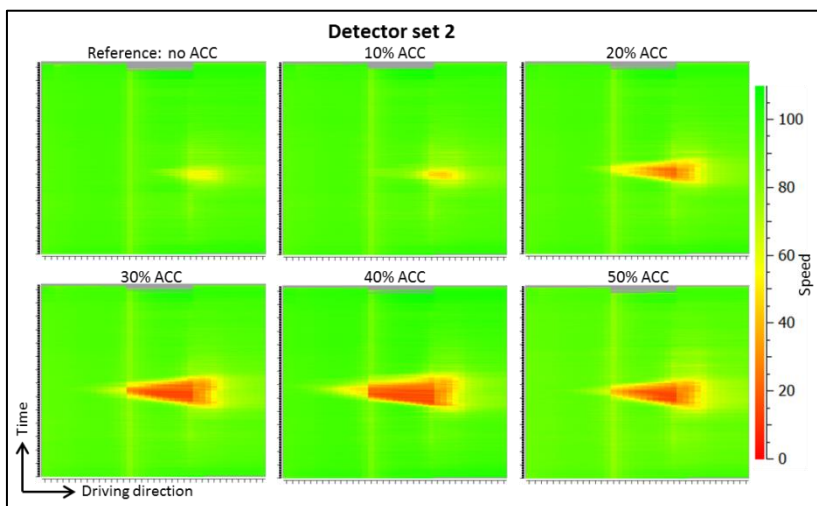 Detector set 2
Reference: no ACC
10% ACC
20% ACC
100
80
60
40
20
0
Speed
30% ACC
40% ACC
50% ACC
Time
Driving direction